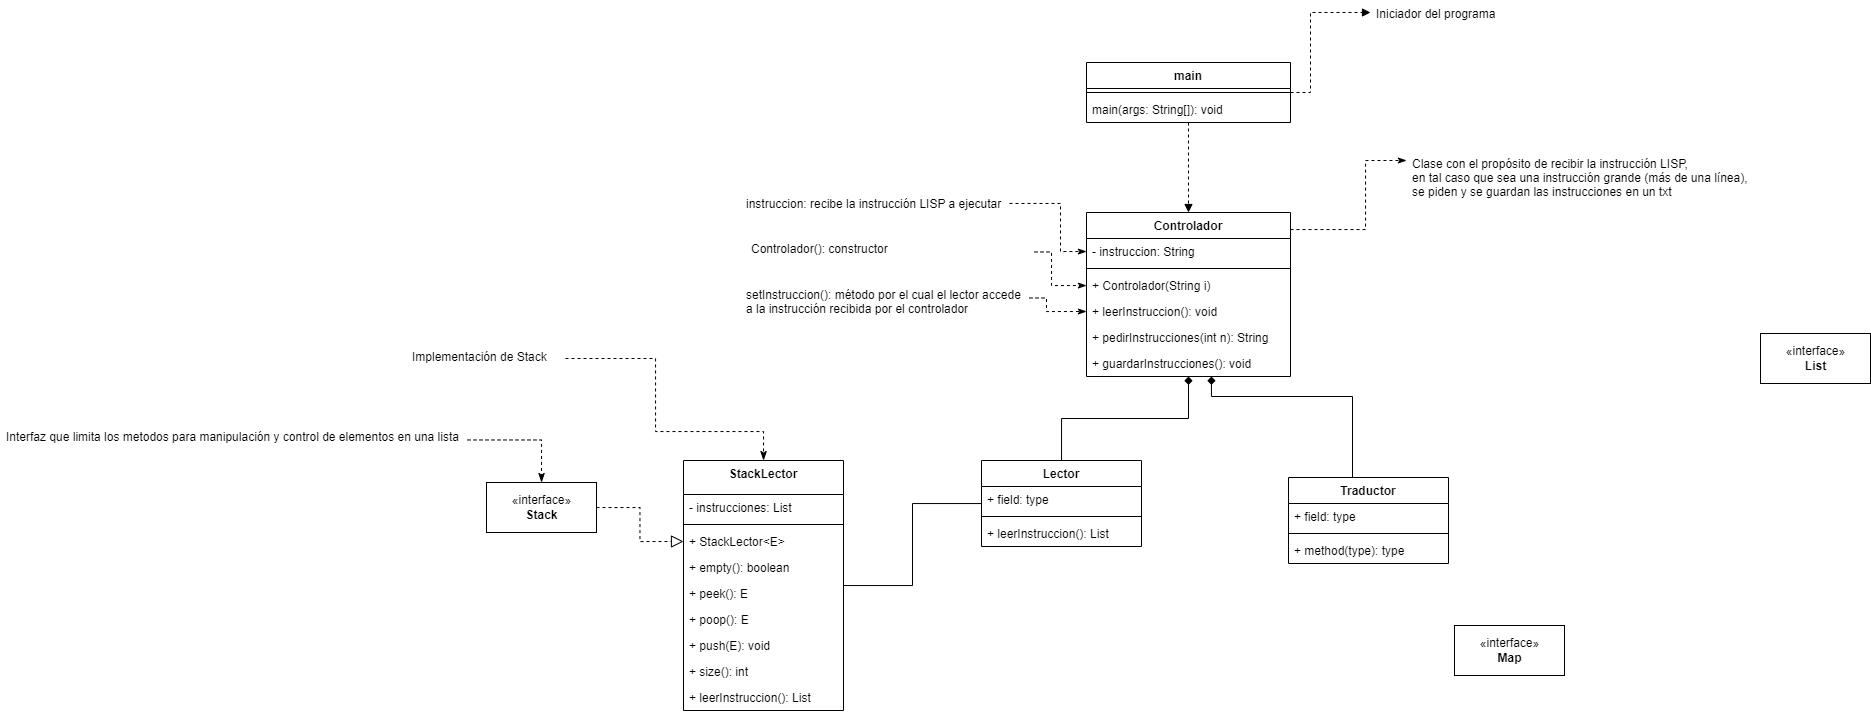 Iniciador del programa
main
main(args: String[]): void
Clase con el propósito de recibir la instrucción LISP,
en tal caso que sea una instrucción grande (más de una línea),
se piden y se guardan las instrucciones en un txt
instruccion: recibe la instrucción LISP a ejecutar
Controlador(): constructor
setInstruccion(): método por el cual el lector accede
a la instrucción recibida por el controlador
Controlador
- instruccion: String
+ Controlador(String i)
+ leerInstruccion(): void
+ pedirInstrucciones(int n): String
+ guardarInstrucciones(): void
«interface»
List
Implementación de Stack
Interfaz que limita los metodos para manipulación y control de elementos en una lista
«interface»
Stack
StackLector
- instrucciones: List
+ StackLector<E>
+ empty(): boolean
+ peek(): E
+ poop(): E
+ push(E): void
+ size(): int
+ leerInstruccion(): List
Lector
+ field: type
+ leerInstruccion(): List
Traductor
+ field: type
+ method(type): type
«interface»
Map